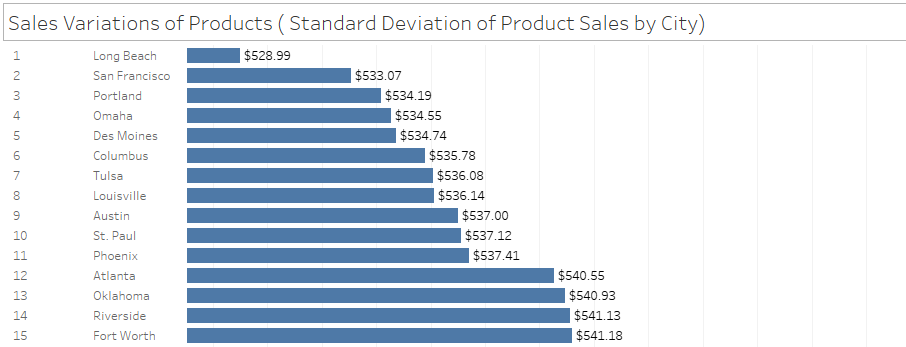 Sales Variations of Products ( Standard Deviation of Product Sales by City)
1 Long Beach $528.99
2 San Francisco $533.07
3 Portland $534.19
4 Omaha $534.55
5 Des Moines $534.74
6 Columbus $535.78
7 Tulsa $536.08
8 Louisville $536.14
9 Austin $537.00
10 St. Paul $537.12
11 Phoenix $537.41
12 Atlanta $540.55
13 Oklahoma $540.93
14 Riverside $541.13
15 Fort Worth $541.18